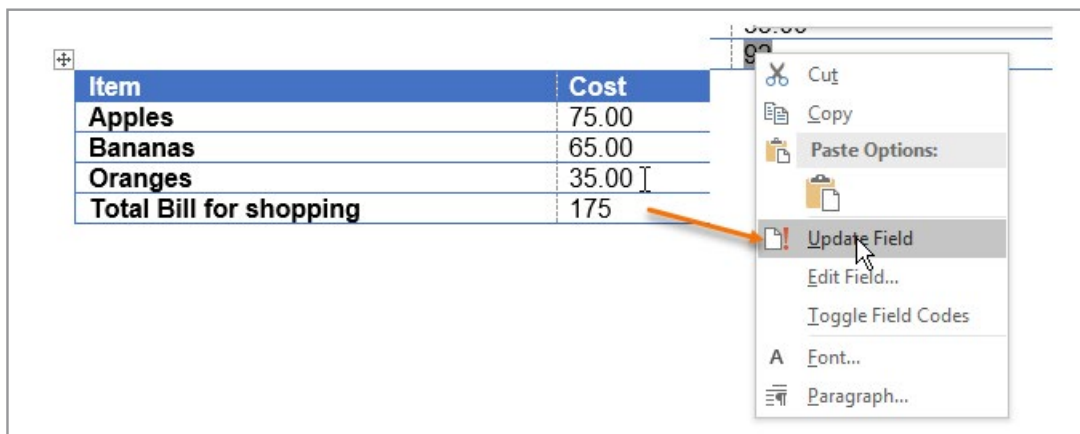 Item Cost
Apples 75.00
Bananas 65.00
Oranges 35.00
Total Bill for shopping 175
Cut
Copy
Paste Options:
Update Field
Edit Field...
Toggle Field Codes
A Font...
Paragraph...